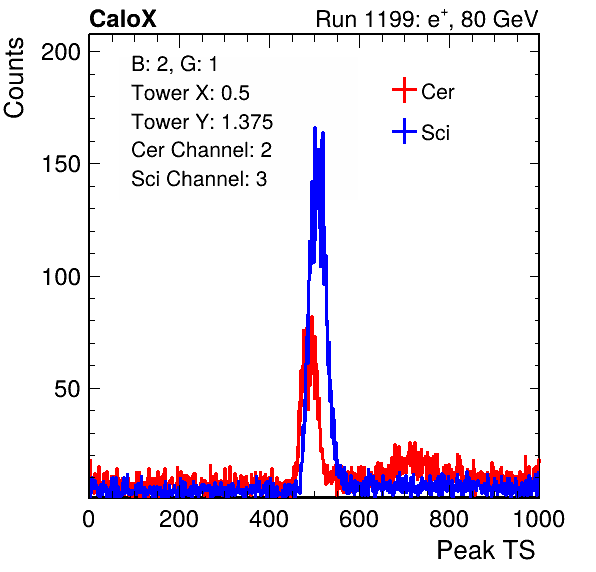 CaloX
Run 1199: e+, 80 GeV
Counts
200
150
100
50
B: 2, G: 1
Tower X: 0.5
Tower Y: 1.375
Cer Channel: 2
Sci Channel: 3
Cer
Sci
0 200 400 600 800 1000
Peak TS